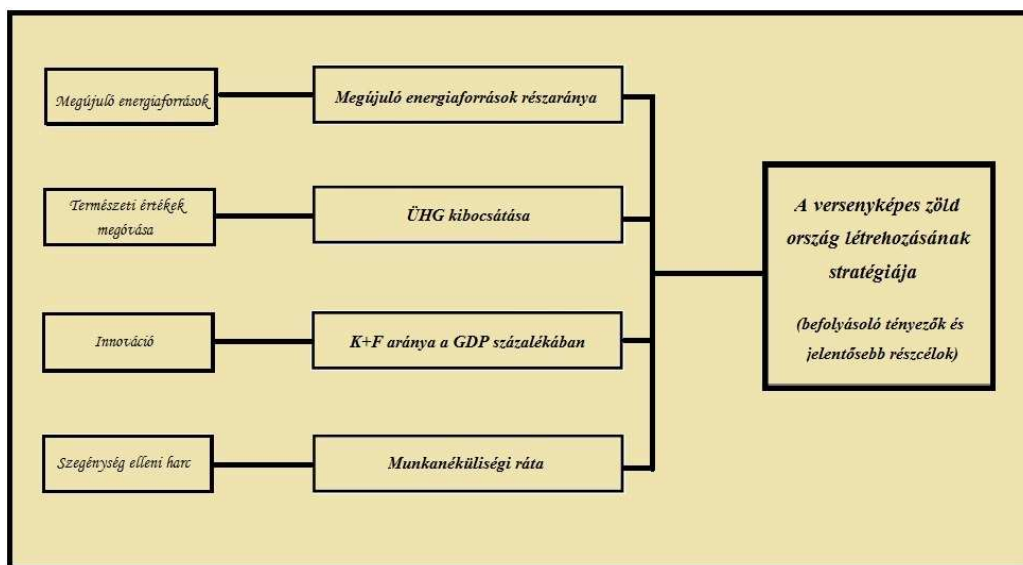 Megújuló energiaforrások
Megújuló energiaforrások részaránya
Természeti értékek
megóvása
ÜHG kibocsátása
Innováció
K+F aránya a GDP százalékában
Szegénység elleni harc
Munkanéküliségi ráta
A versenyképes zöld
ország létrehozásának
stratégiája
(befolyásoló tényezők és
jelentősebb részcélok)